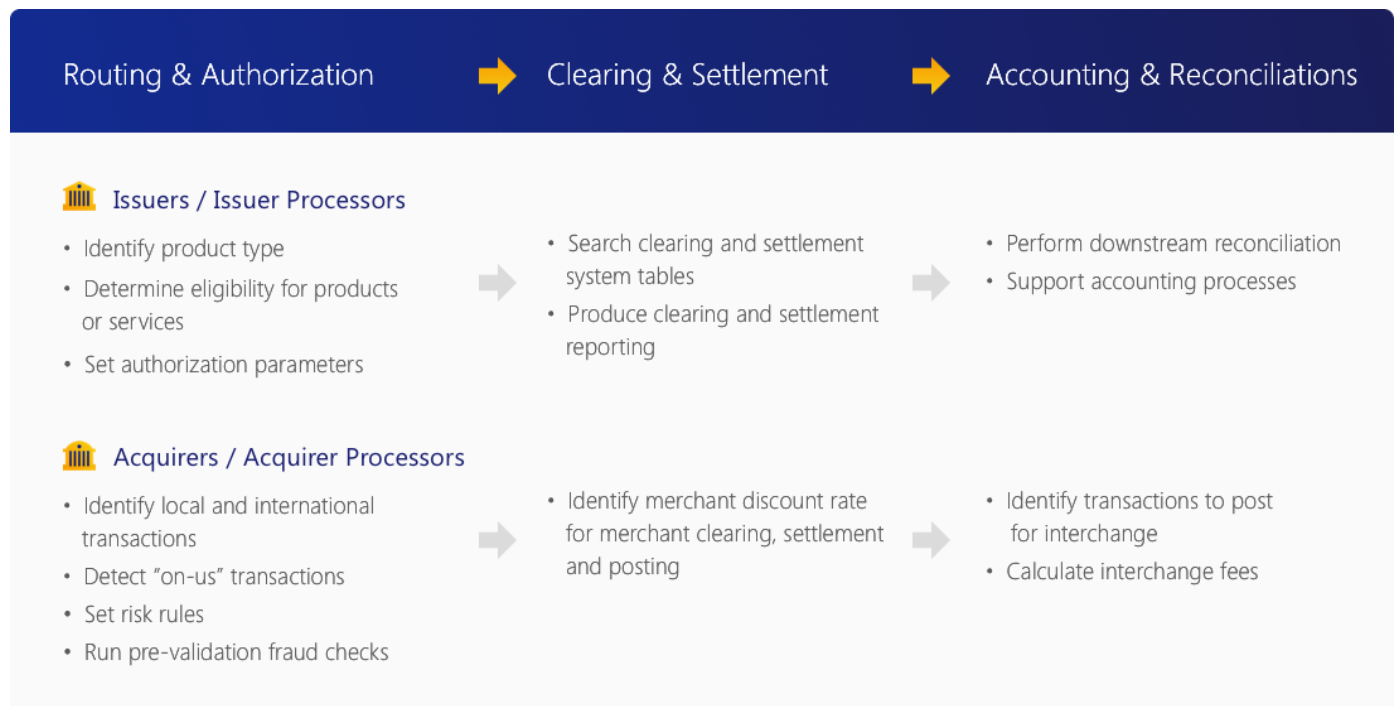 Routing & Authorization
Clearing & Settlement
Accounting & Reconciliations
Issuers / Issuer Processors
• Identify product type
• Determine eligibility for products
or services
• Set authorization parameters
• Search clearing and settlement
system tables
• Produce clearing and settlement
reporting
• Perform downstream reconciliation
• Support accounting processes
Acquirers / Acquirer Processors
• Identify local and international
transactions
• Detect ”on-us” transactions
• Set risk rules
• Run pre-validation fraud checks
• Identify merchant discount rate
for merchant clearing, settlement
and posting
• Identify transactions to post
for interchange
• Calculate interchange fees